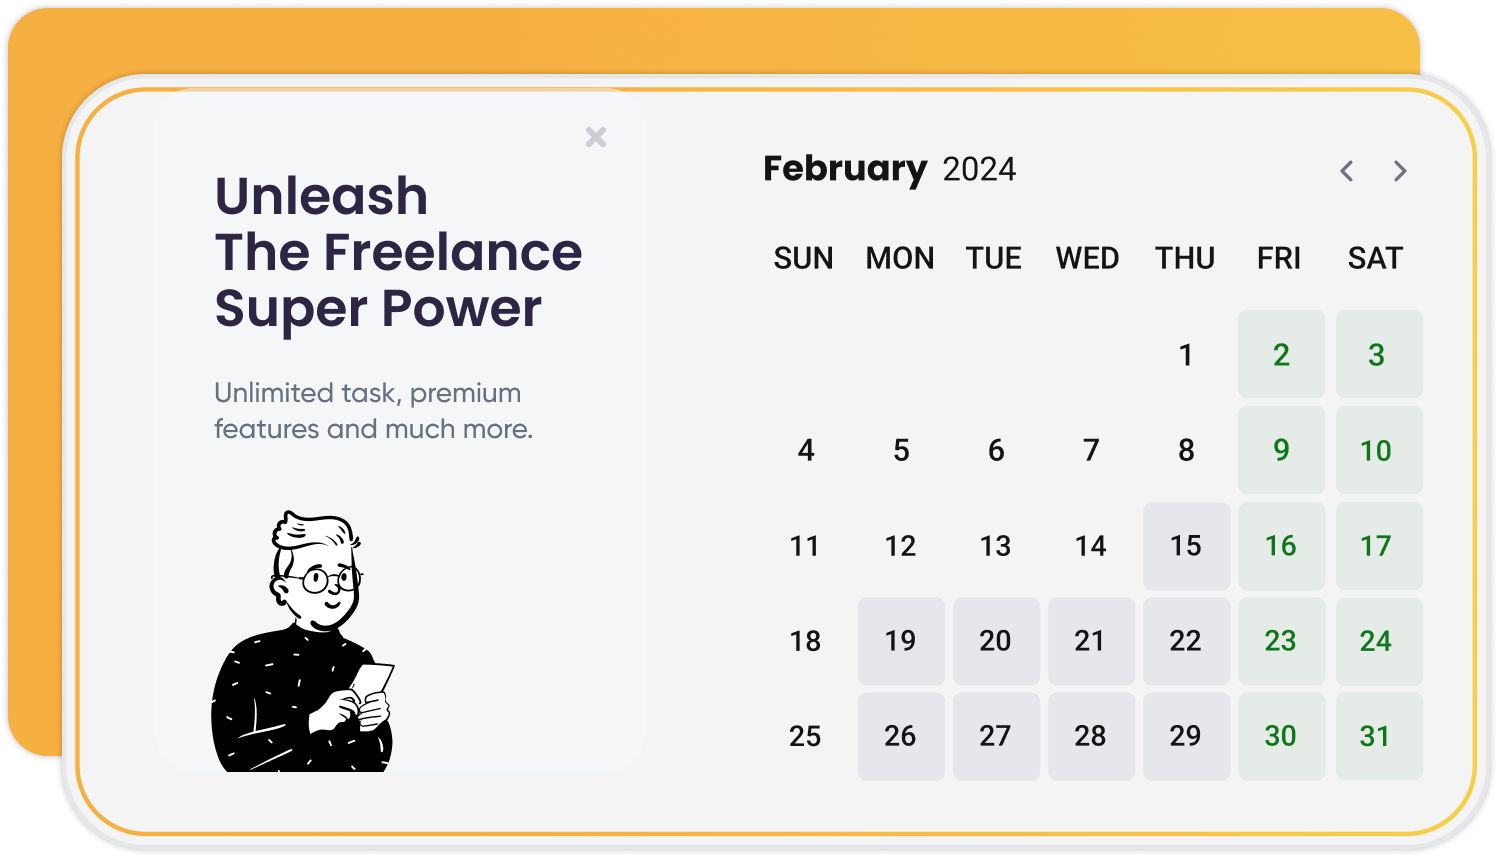 Unleash
The Freelance
Super Power
Unlimited task, premium
features and much more.
February 2024
SUN MON TUE WED THU FRI SAT
1 2 3
4 5 6 7 8 9 10
11 12 13 14 15 16 17
18 19 20 21 22 23 24
25 26 27 28 29 30 31